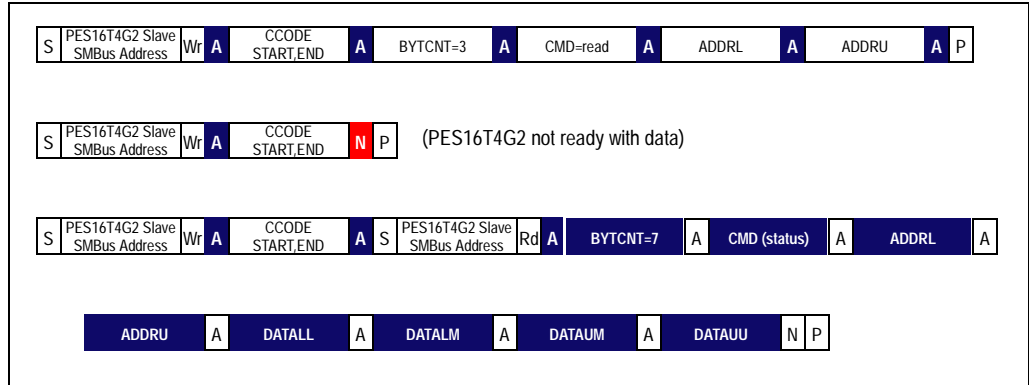 S PES16T4G2 Slave SMBus Address Wr A CCODE START,END A BYTCNT=3 A CMD=read A ADDRL A ADDRU A P
S PES16T4G2 Slave SMBus Address Wr A CCODE START,END N P (PES16T4G2 not ready with data)
S PES16T4G2 Slave SMBus Address Wr A CCODE START,END A S PES16T4G2 Slave SMBus Address Rd A BYTCNT=7 A CMD (status) A ADDRL A
ADDRU A DATALL A DATALM A DATAUM A DATAUU N P